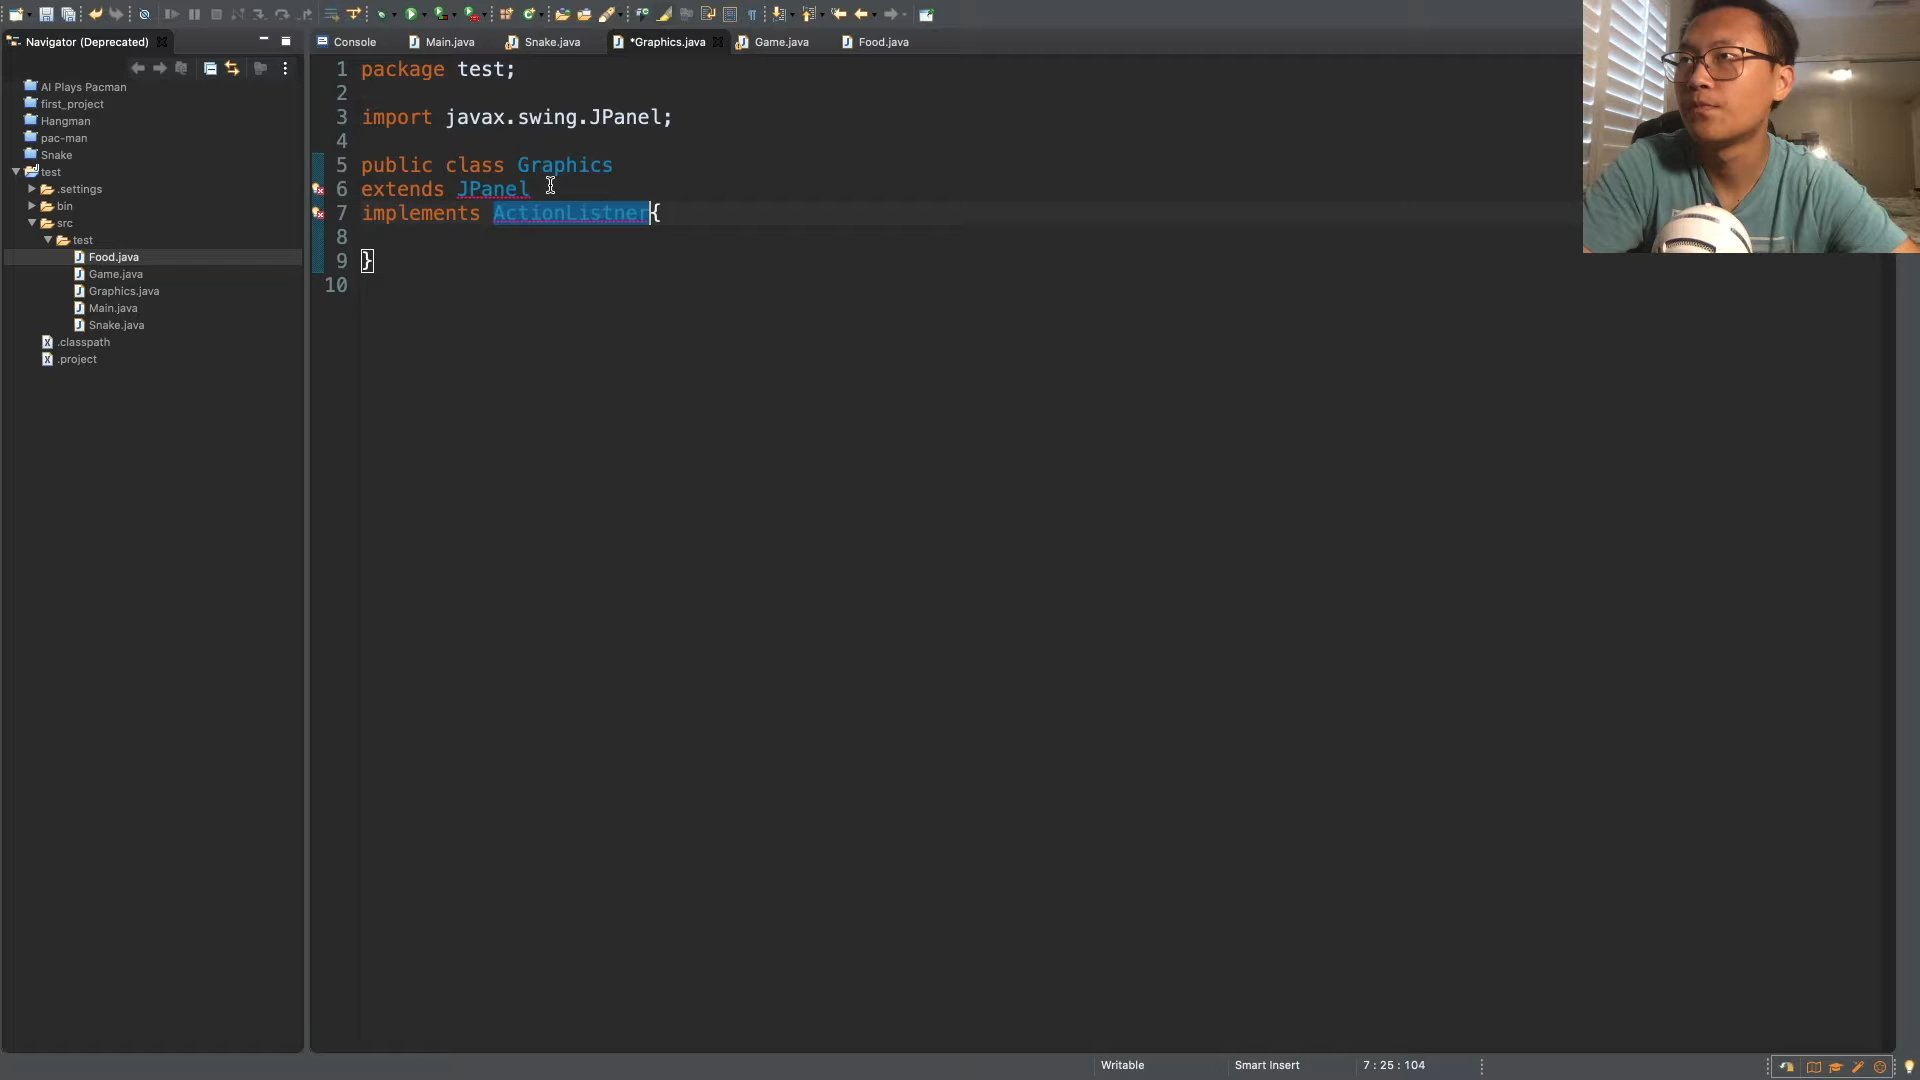 Navigator (Deprecated)
Console
Main.java
Snake.java
*Graphics.java
Game.java
Food.java
AI Plays Pacman
first_project
Hangman
pac-man
Snake
test
.settings
bin
src
test
Food.java
Game.java
Graphics.java
Main.java
Snake.java
.classpath
.project
1 package test;
2
3 import javax.swing.JPanel;
4
5 public class Graphics
6 extends JPanel
7 implements ActionListner{
8
9 }
10
Writable
Smart Insert
7 : 25 : 104